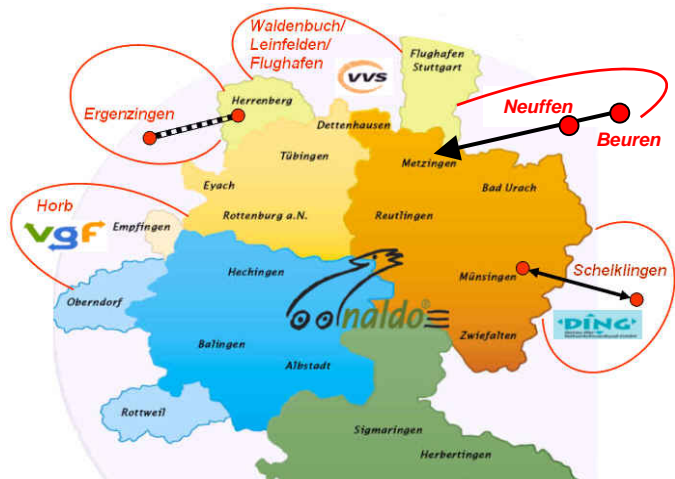 Waldenbuch/
Leinfelden/
Flughafen
VVS
Flughafen
Stuttgart
Ergenzingen
Herrenberg
Dettenhausen
Neuffen
Beuren
Tübingen
Metzingen
Eyach
Bad Urach
Horb
vgf
Rottenburg a.N.
Reutlingen
Empfingen
Hechingen
Münsingen
Schelklingen
Oberndorf
naldo®
DING
Zwiefalten
Balingen
Albstadt
Rottweil
Sigmaringen
Herbertingen